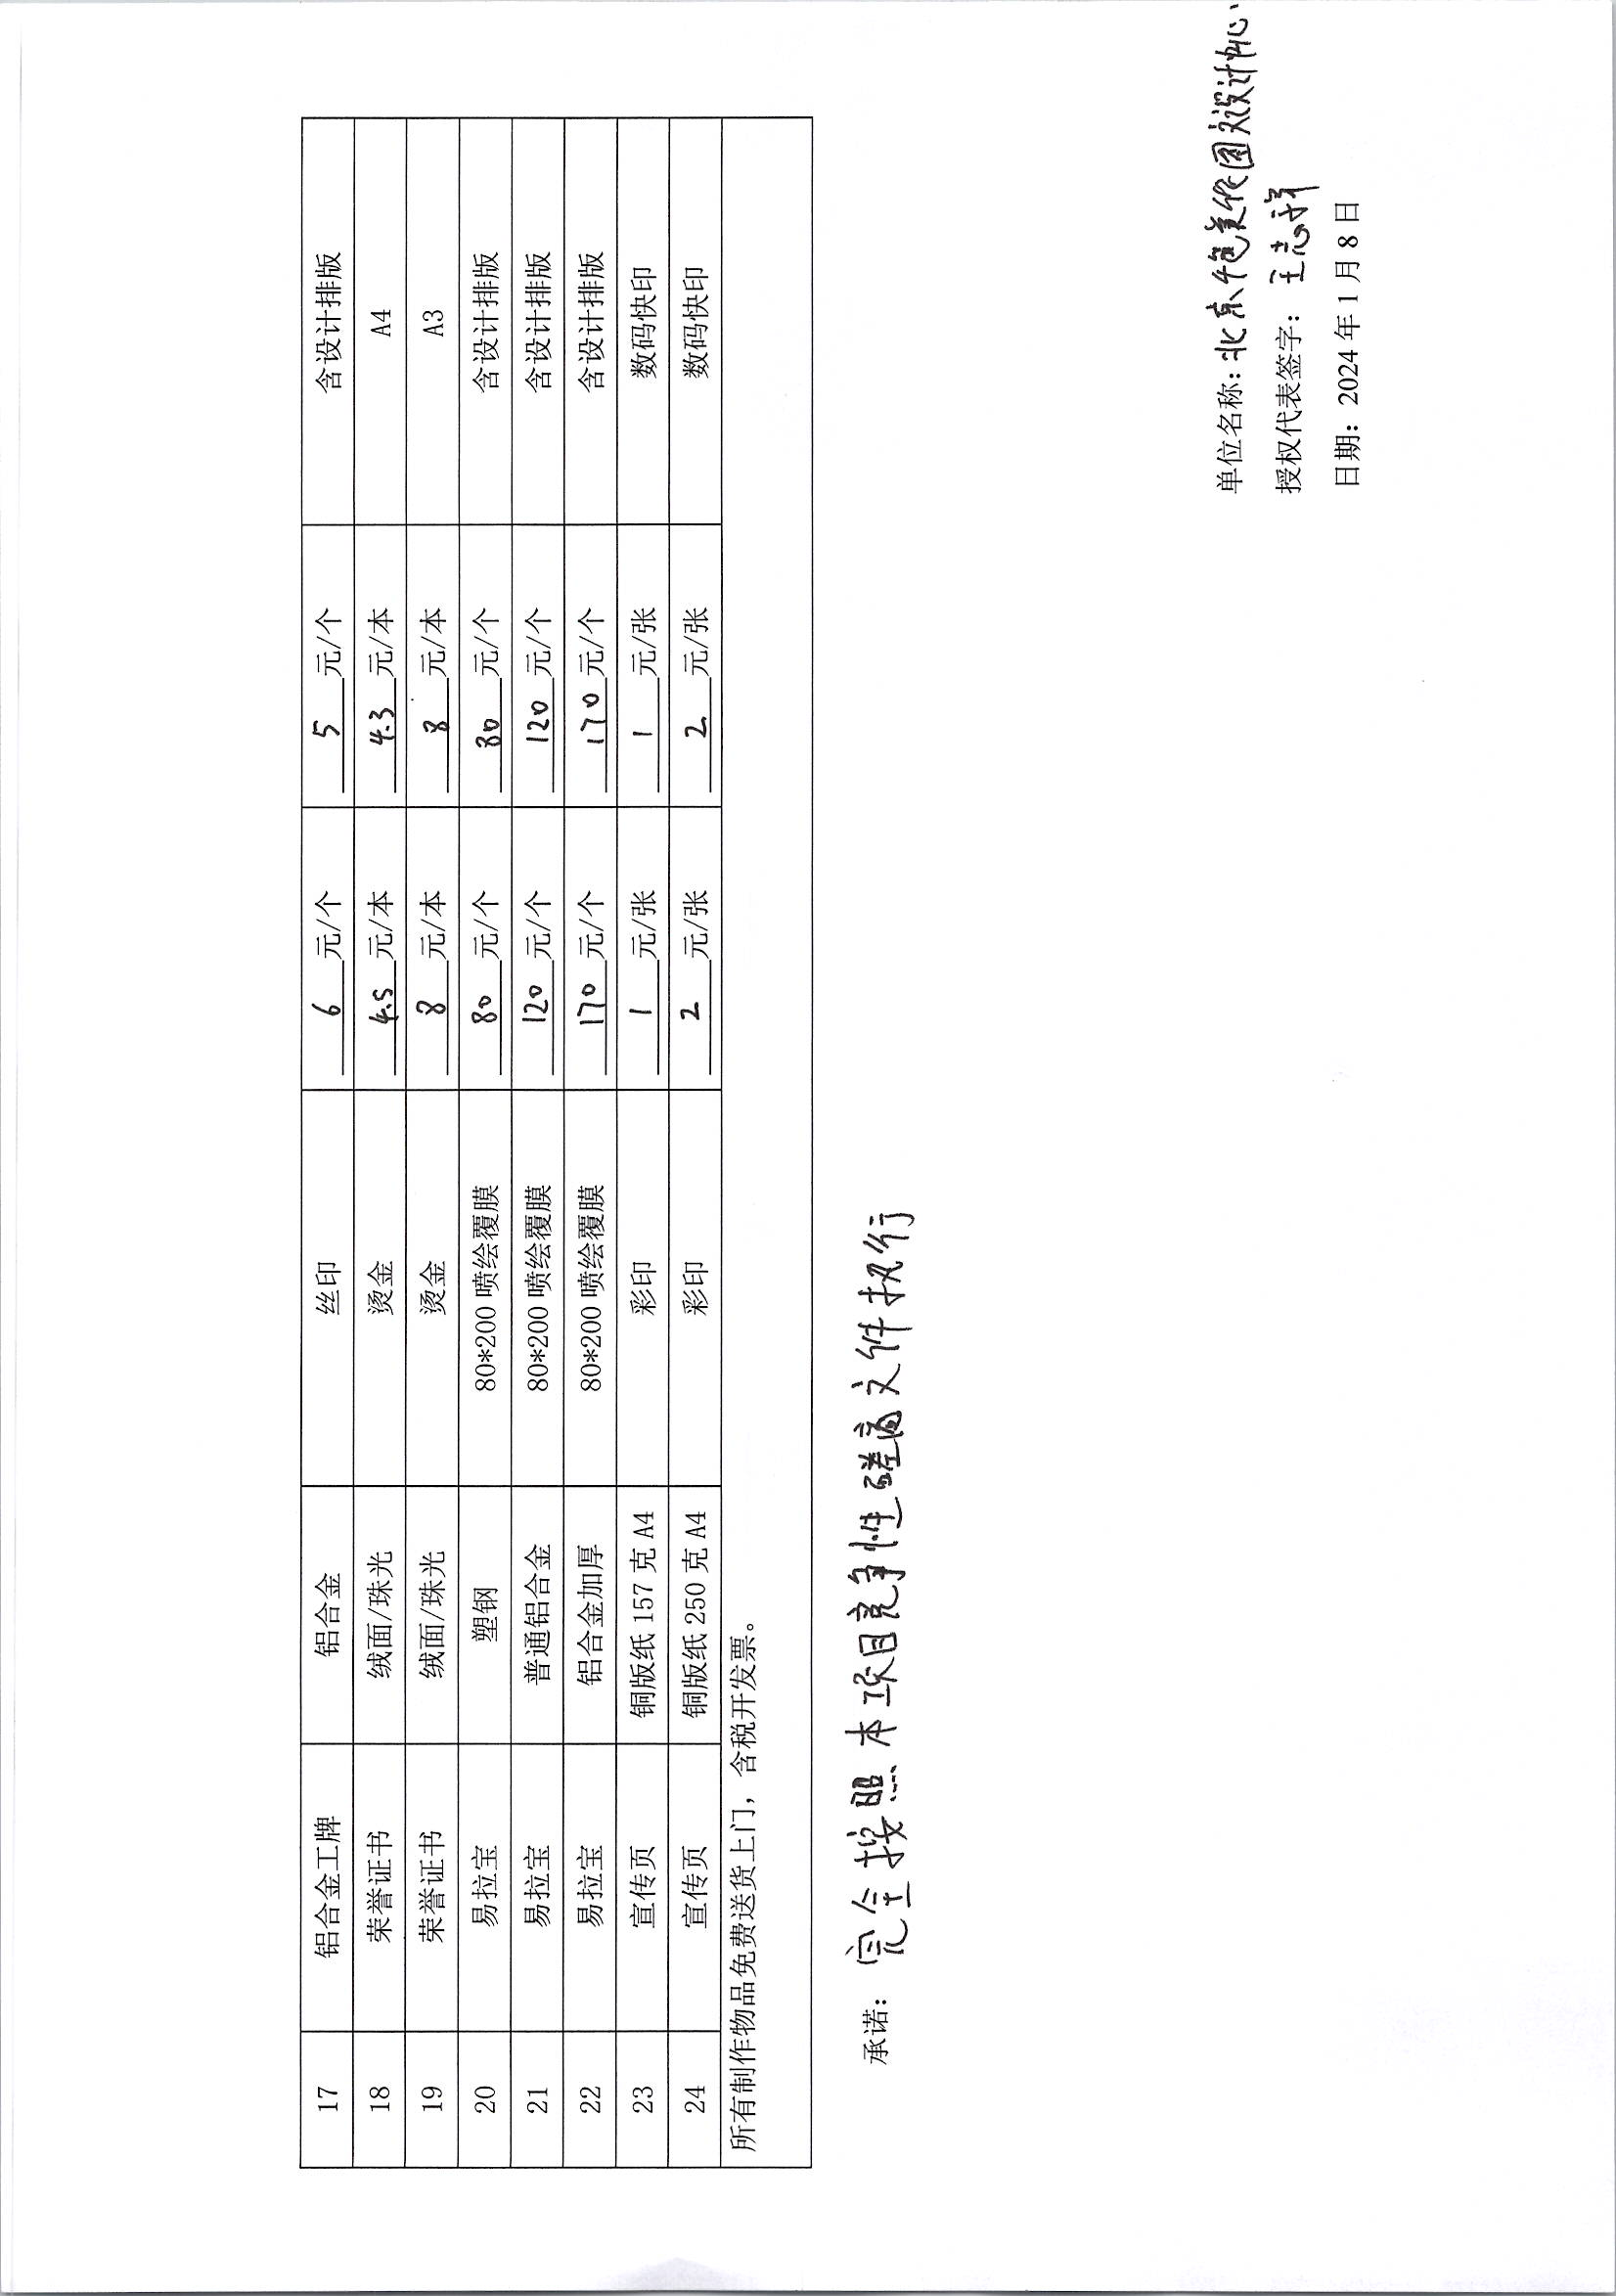 17 铝合金工牌 铝合金 丝印 6 元/个 5 元/个 含设计排版
18 荣誉证书 绒面/珠光 烫金 4.5 元/本 4.3 元/本 A4
19 荣誉证书 绒面/珠光 烫金 8 元/本 8 元/本 A3
20 易拉宝 塑钢 80*200 喷绘覆膜 80 元/个 80 元/个 含设计排版
21 易拉宝 普通铝合金 80*200 喷绘覆膜 120 元/个 120 元/个 含设计排版
22 易拉宝 铝合金加厚 80*200 喷绘覆膜 170 元/个 170 元/个 含设计排版
23 宣传页 铜版纸 157 克 A4 彩印 1 元/张 1 元/张 数码快印
24 宣传页 铜版纸 250 克 A4 彩印 2 元/张 2 元/张 数码快印
所有制作物品免费送货上门，含税开发票。
承诺：完全按照本项目竞争性磋商文件执行
单位名称：北京 图文设计中心
授权代表签字：王志祥
日期：2024 年 1 月 8 日